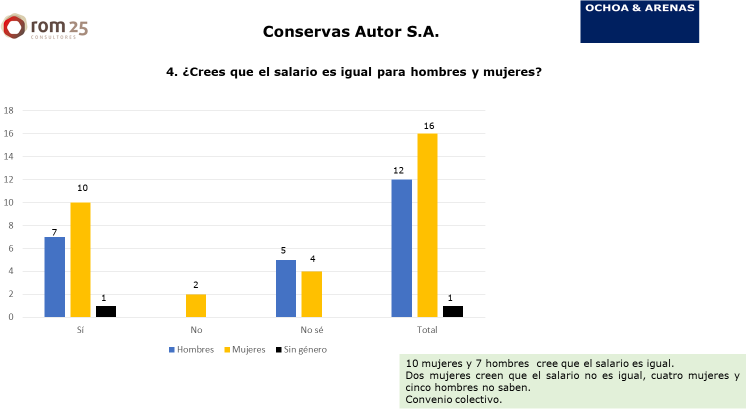 rom 25
CONSULTORES
Conservas Autor S.A.
OCHOA & ARENAS
4. ¿Crees que el salario es igual para hombres y mujeres?
18
16
14
12
10
8
6
4
2
0
7
10
1
2
5
4
12
16
1
Sí
No
No sé
Total
Hombres
Mujeres
Sin género
10 mujeres y 7 hombres cree que el salario es igual.
Dos mujeres creen que el salario no es igual, cuatro mujeres y
cinco hombres no saben.
Convenio colectivo.